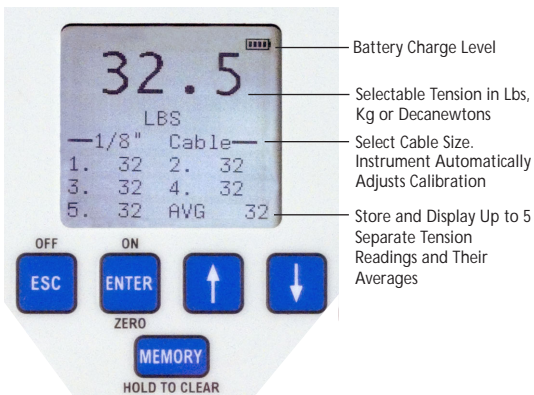 32.5
LBS
1/8" Cable
1. 32 2. 32
3. 32 4. 32
5. 32 AVG 32
Battery Charge Level
Selectable Tension in Lbs,
Kg or Decanewtons
Select Cable Size.
Instrument Automatically
Adjusts Calibration
Store and Display Up to 5
Separate Tension
Readings and Their
Averages
OFF ON
ESC ENTER
ZERO
MEMORY
HOLD TO CLEAR